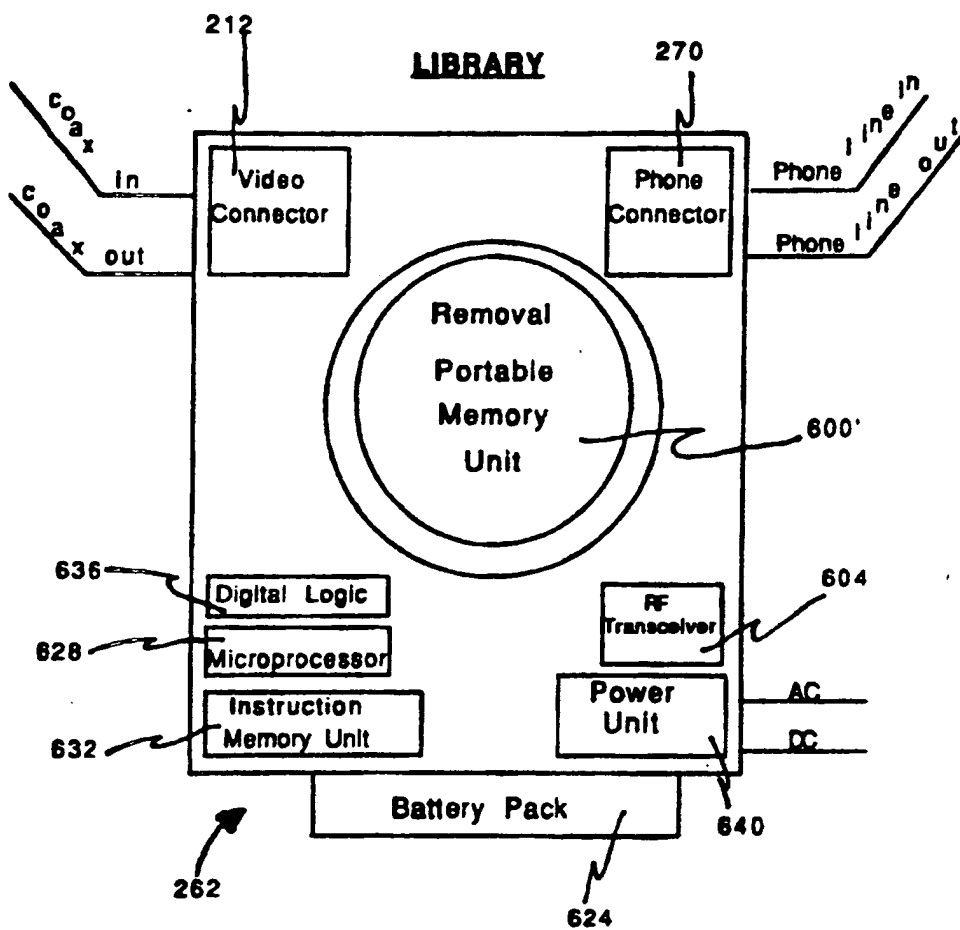 212
LIBRARY
270
coax in
coax out
Video
Connector
Phone
Connector
Phone line in
Phone line out
Removal
Portable
Memory
Unit
600'
636
Digital Logic
628
Microprocessor
632
Instruction
Memory Unit
RF
Transceiver
604
Power
Unit
AC
DC
640
Battery Pack
262
624